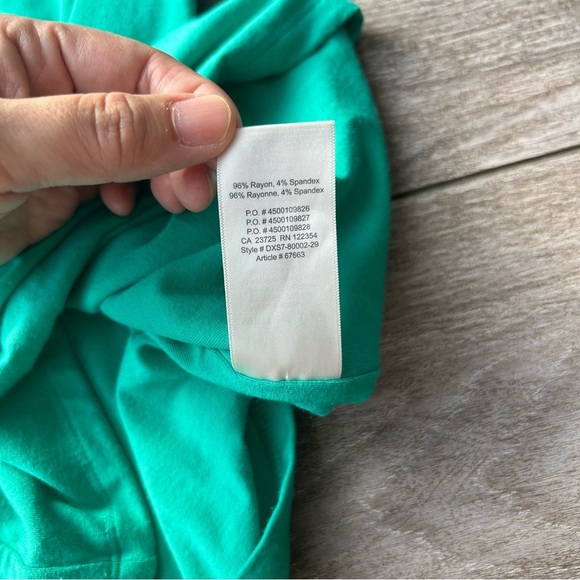 96% Rayon, 4% Spandex
96% Rayonne, 4% Spandex
P.O. # 4500109826
P.O. # 4500109827
P.O. # 4500109828
CA 23725 RN 122354
Style # DXS7-80002-29
Article # 67663